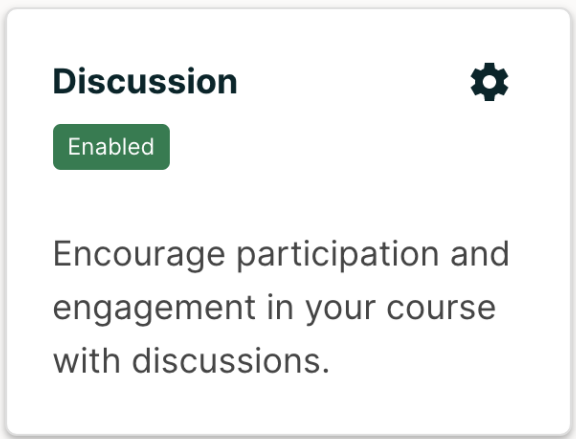 Discussion
Enabled
Encourage participation and
engagement in your course
with discussions.